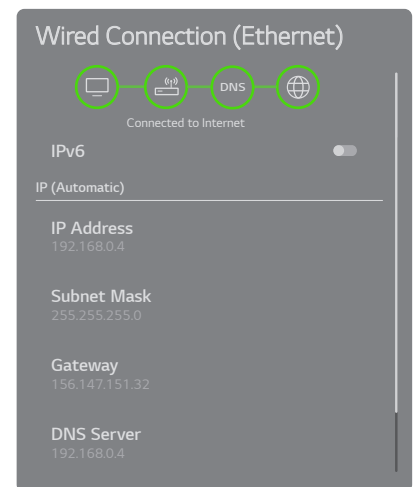 Wired Connection (Ethernet)
DNS
Connected to Internet
IPv6
IP (Automatic)
IP Address
192.168.0.4
Subnet Mask
255.255.255.0
Gateway
156.147.151.32
DNS Server
192.168.0.4